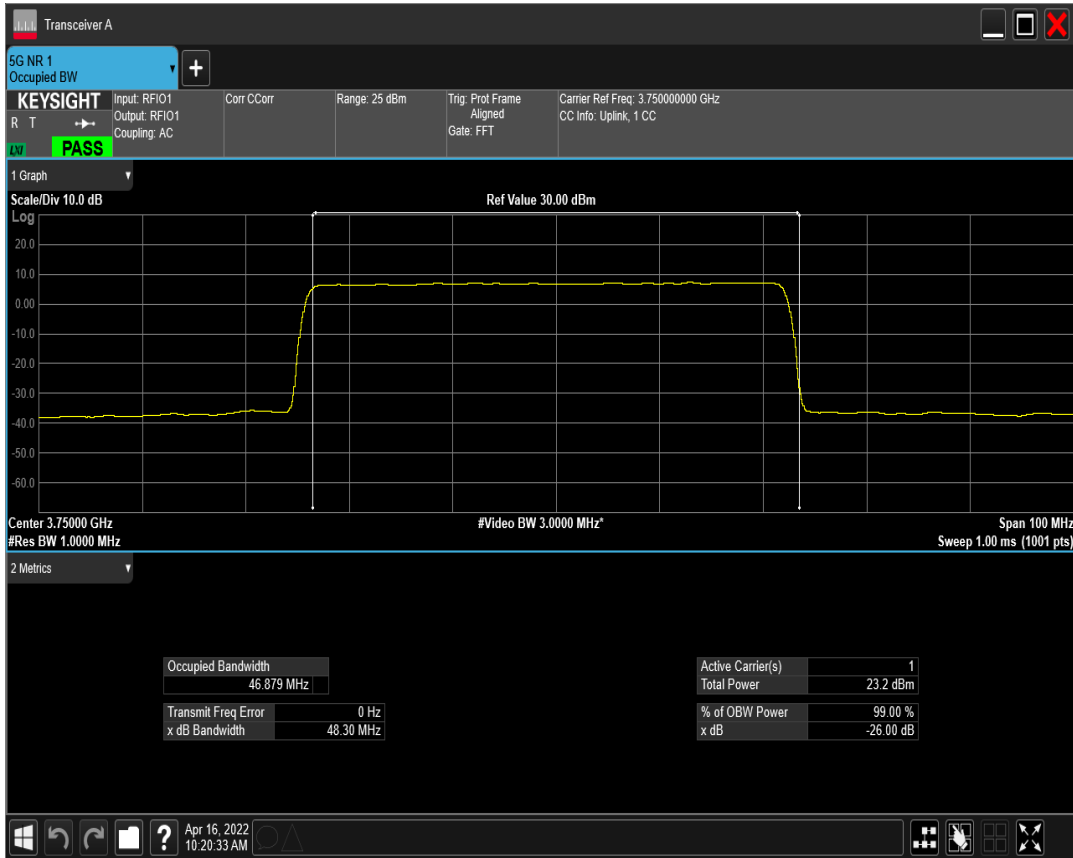 Transceiver A
5G NR 1
Occupied BW
KEYSIGHT
R T
LXI
PASS
Input: RFIO1
Output: RFIO1
Coupling: AC
Corr CCorr
Range: 25 dBm
Trig: Prot Frame
Aligned
Gate: FFT
Carrier Ref Freq: 3.750000000 GHz
CC Info: Uplink, 1 CC
1 Graph
Scale/Div 10.0 dB
Ref Value 30.00 dBm
Log
20.0
10.0
0.00
-10.0
-20.0
-30.0
-40.0
-50.0
-60.0
Center 3.75000 GHz
#Video BW 3.0000 MHz*
Span 100 MHz
#Res BW 1.0000 MHz
Sweep 1.00 ms (1001 pts)
2 Metrics
Occupied Bandwidth
46.879 MHz
Transmit Freq Error 0 Hz
x dB Bandwidth 48.30 MHz
Active Carrier(s) 1
Total Power 23.2 dBm
% of OBW Power 99.00 %
x dB -26.00 dB
?
Apr 16, 2022
10:20:33 AM